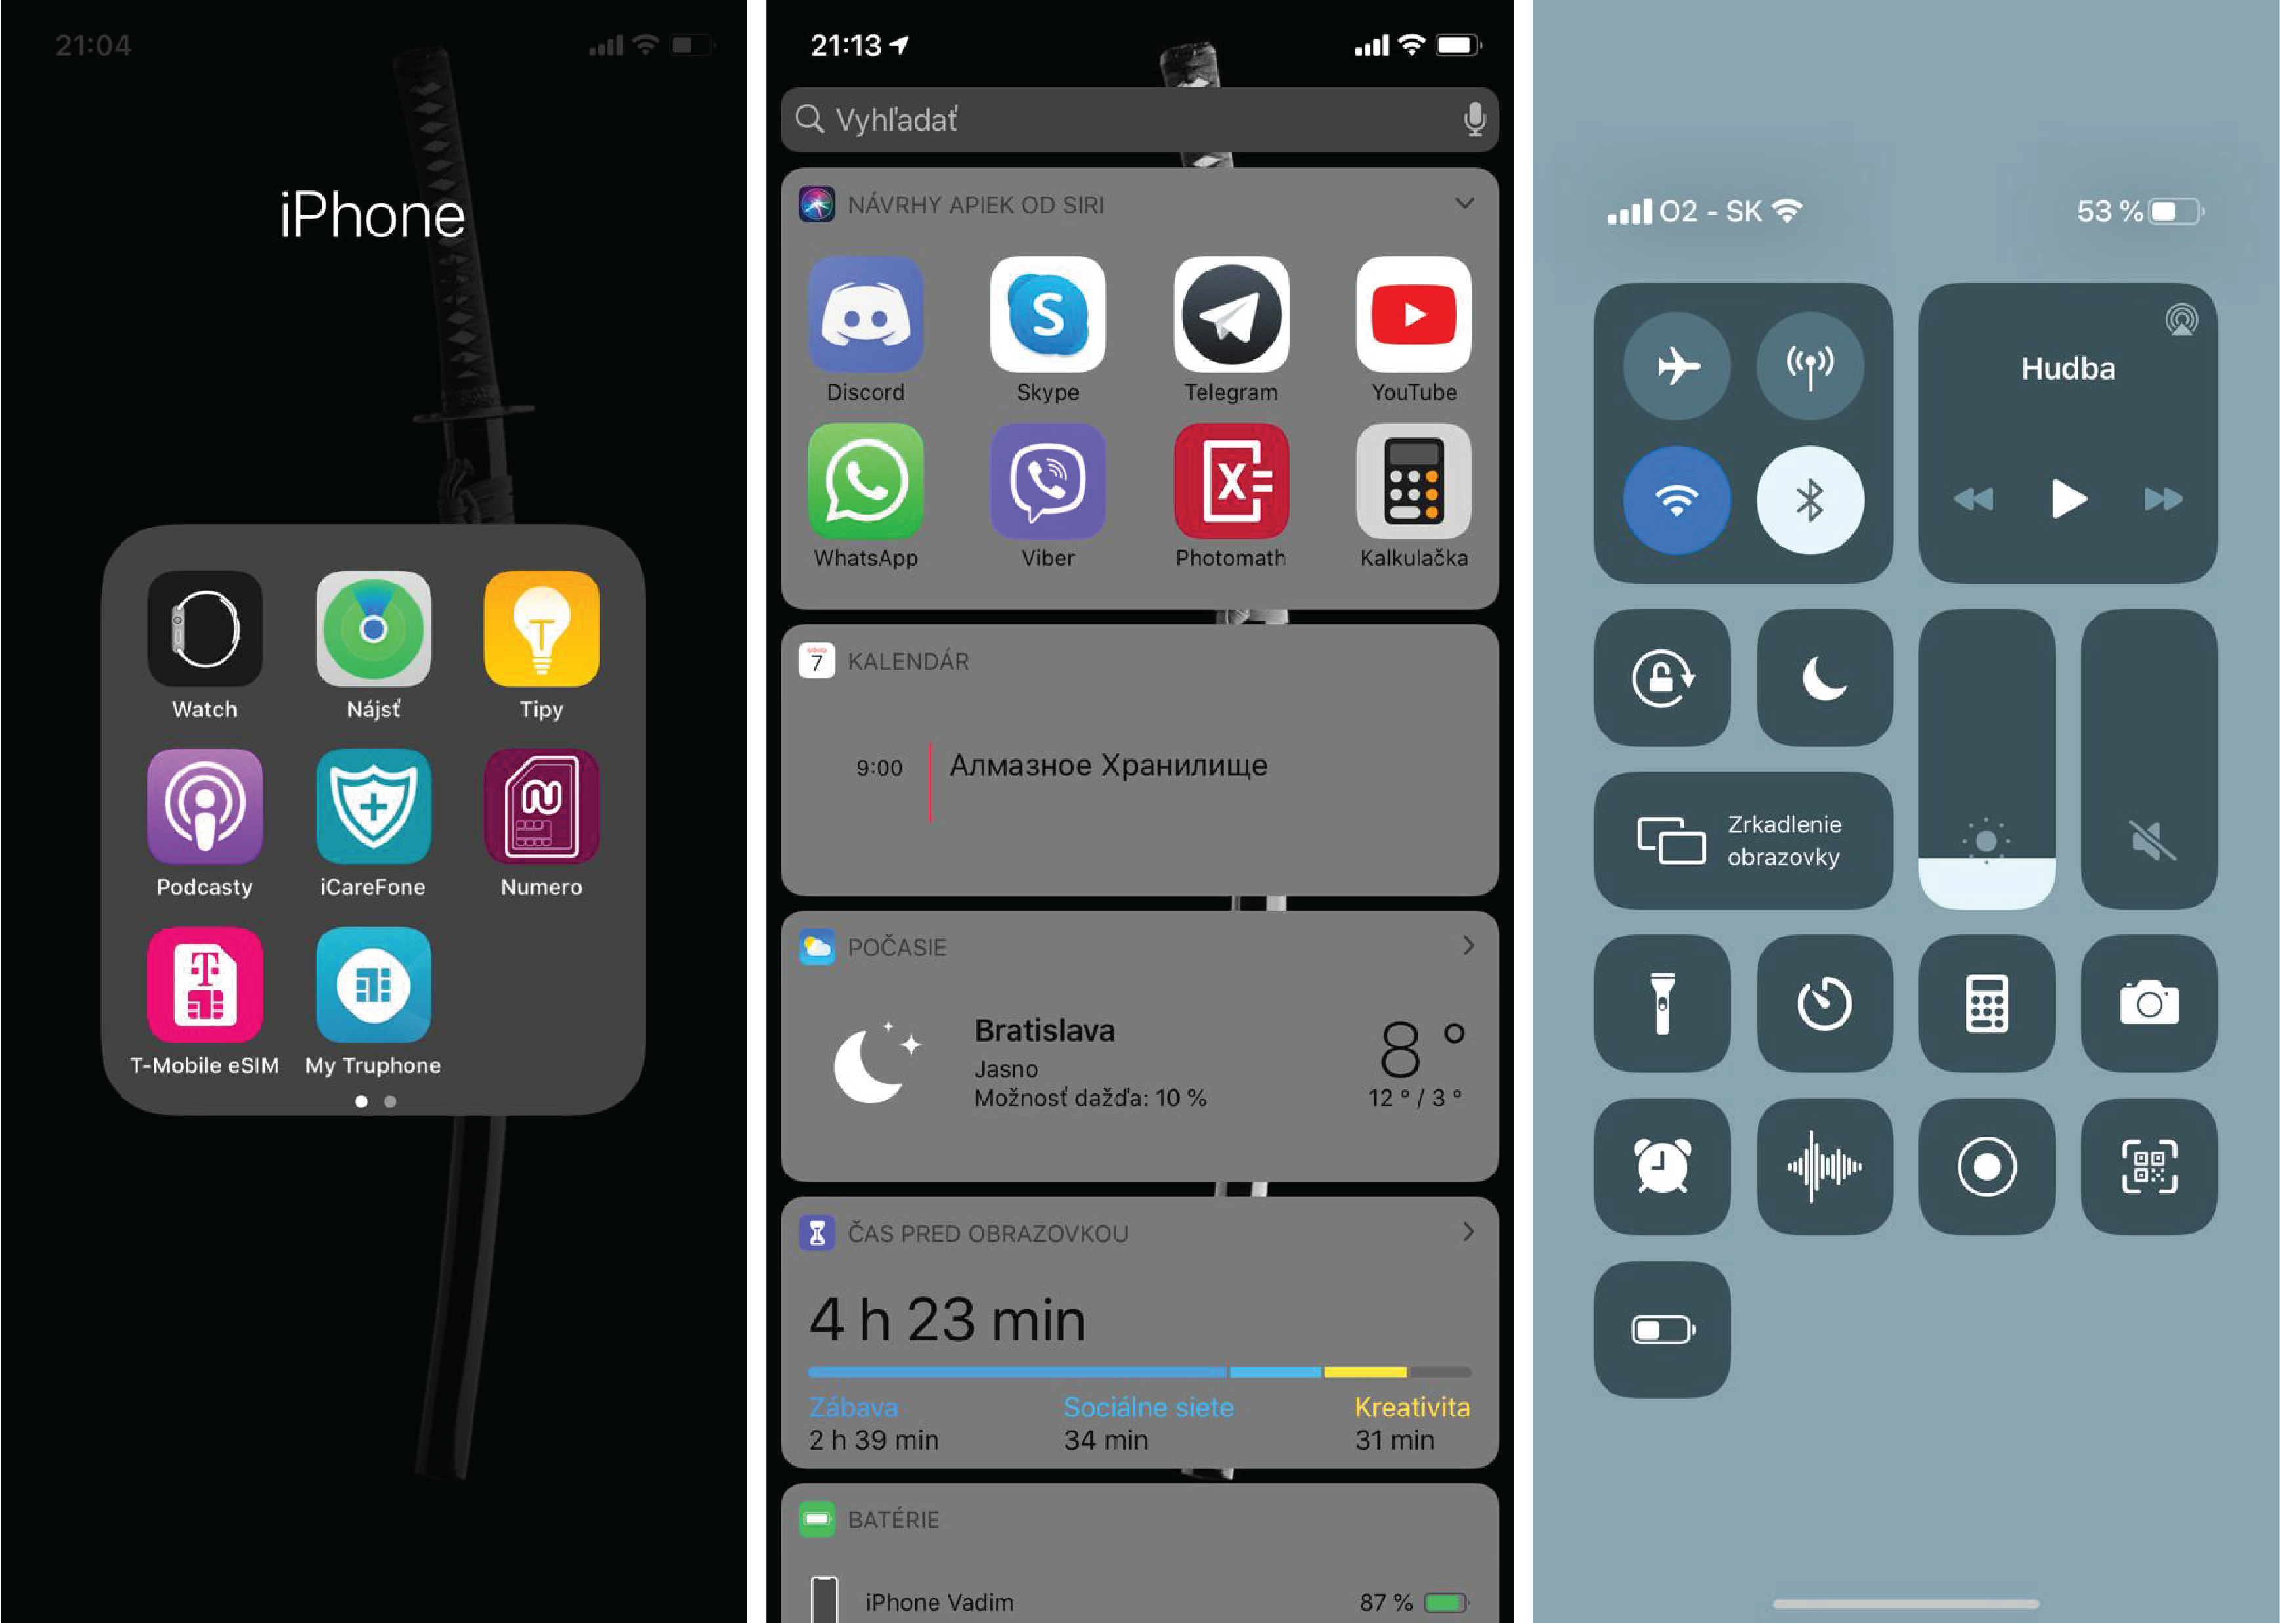 21:04
iPhone
Watch
Nájsť
Tipy
Podcasty
iCareFone
Numero
T-Mobile eSIM
My Truphone
21:13
Vyhľadať
NÁVRHY APIEK OD SIRI
Discord
Skype
Telegram
YouTube
WhatsApp
Viber
Photomath
Kalkulačka
7
KALENDÁR
9:00
Алмазное Хранилище
POČASIE
Bratislava
8°
Jasno
Možnosť dažďa: 10 %
12 ° / 3 °
ČAS PRED OBRAZOVKOU
4 h 23 min
Zábava
Sociálne siete
Kreativita
2 h 39 min
34 min
31 min
BATÉRIE
iPhone Vadim
87 %
O2 - SK
53 %
Hudba
Zrkadlenie
obrazovky